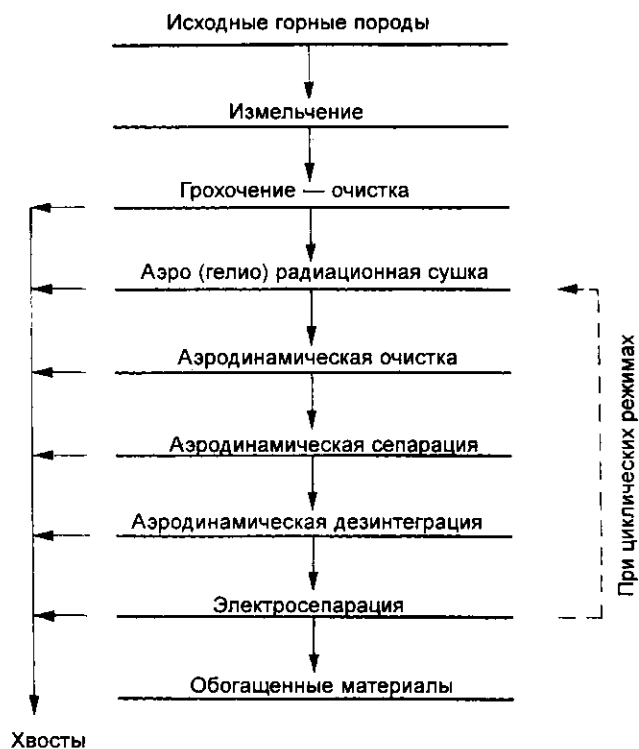 Исходные горные породы
Измельчение
Грохочение — очистка
Аэро (гелио) радиационная сушка
Аэродинамическая очистка
Аэродинамическая сепарация
Аэродинамическая дезинтеграция
Электросепарация
Обогащенные материалы
Хвосты
При циклических режимах